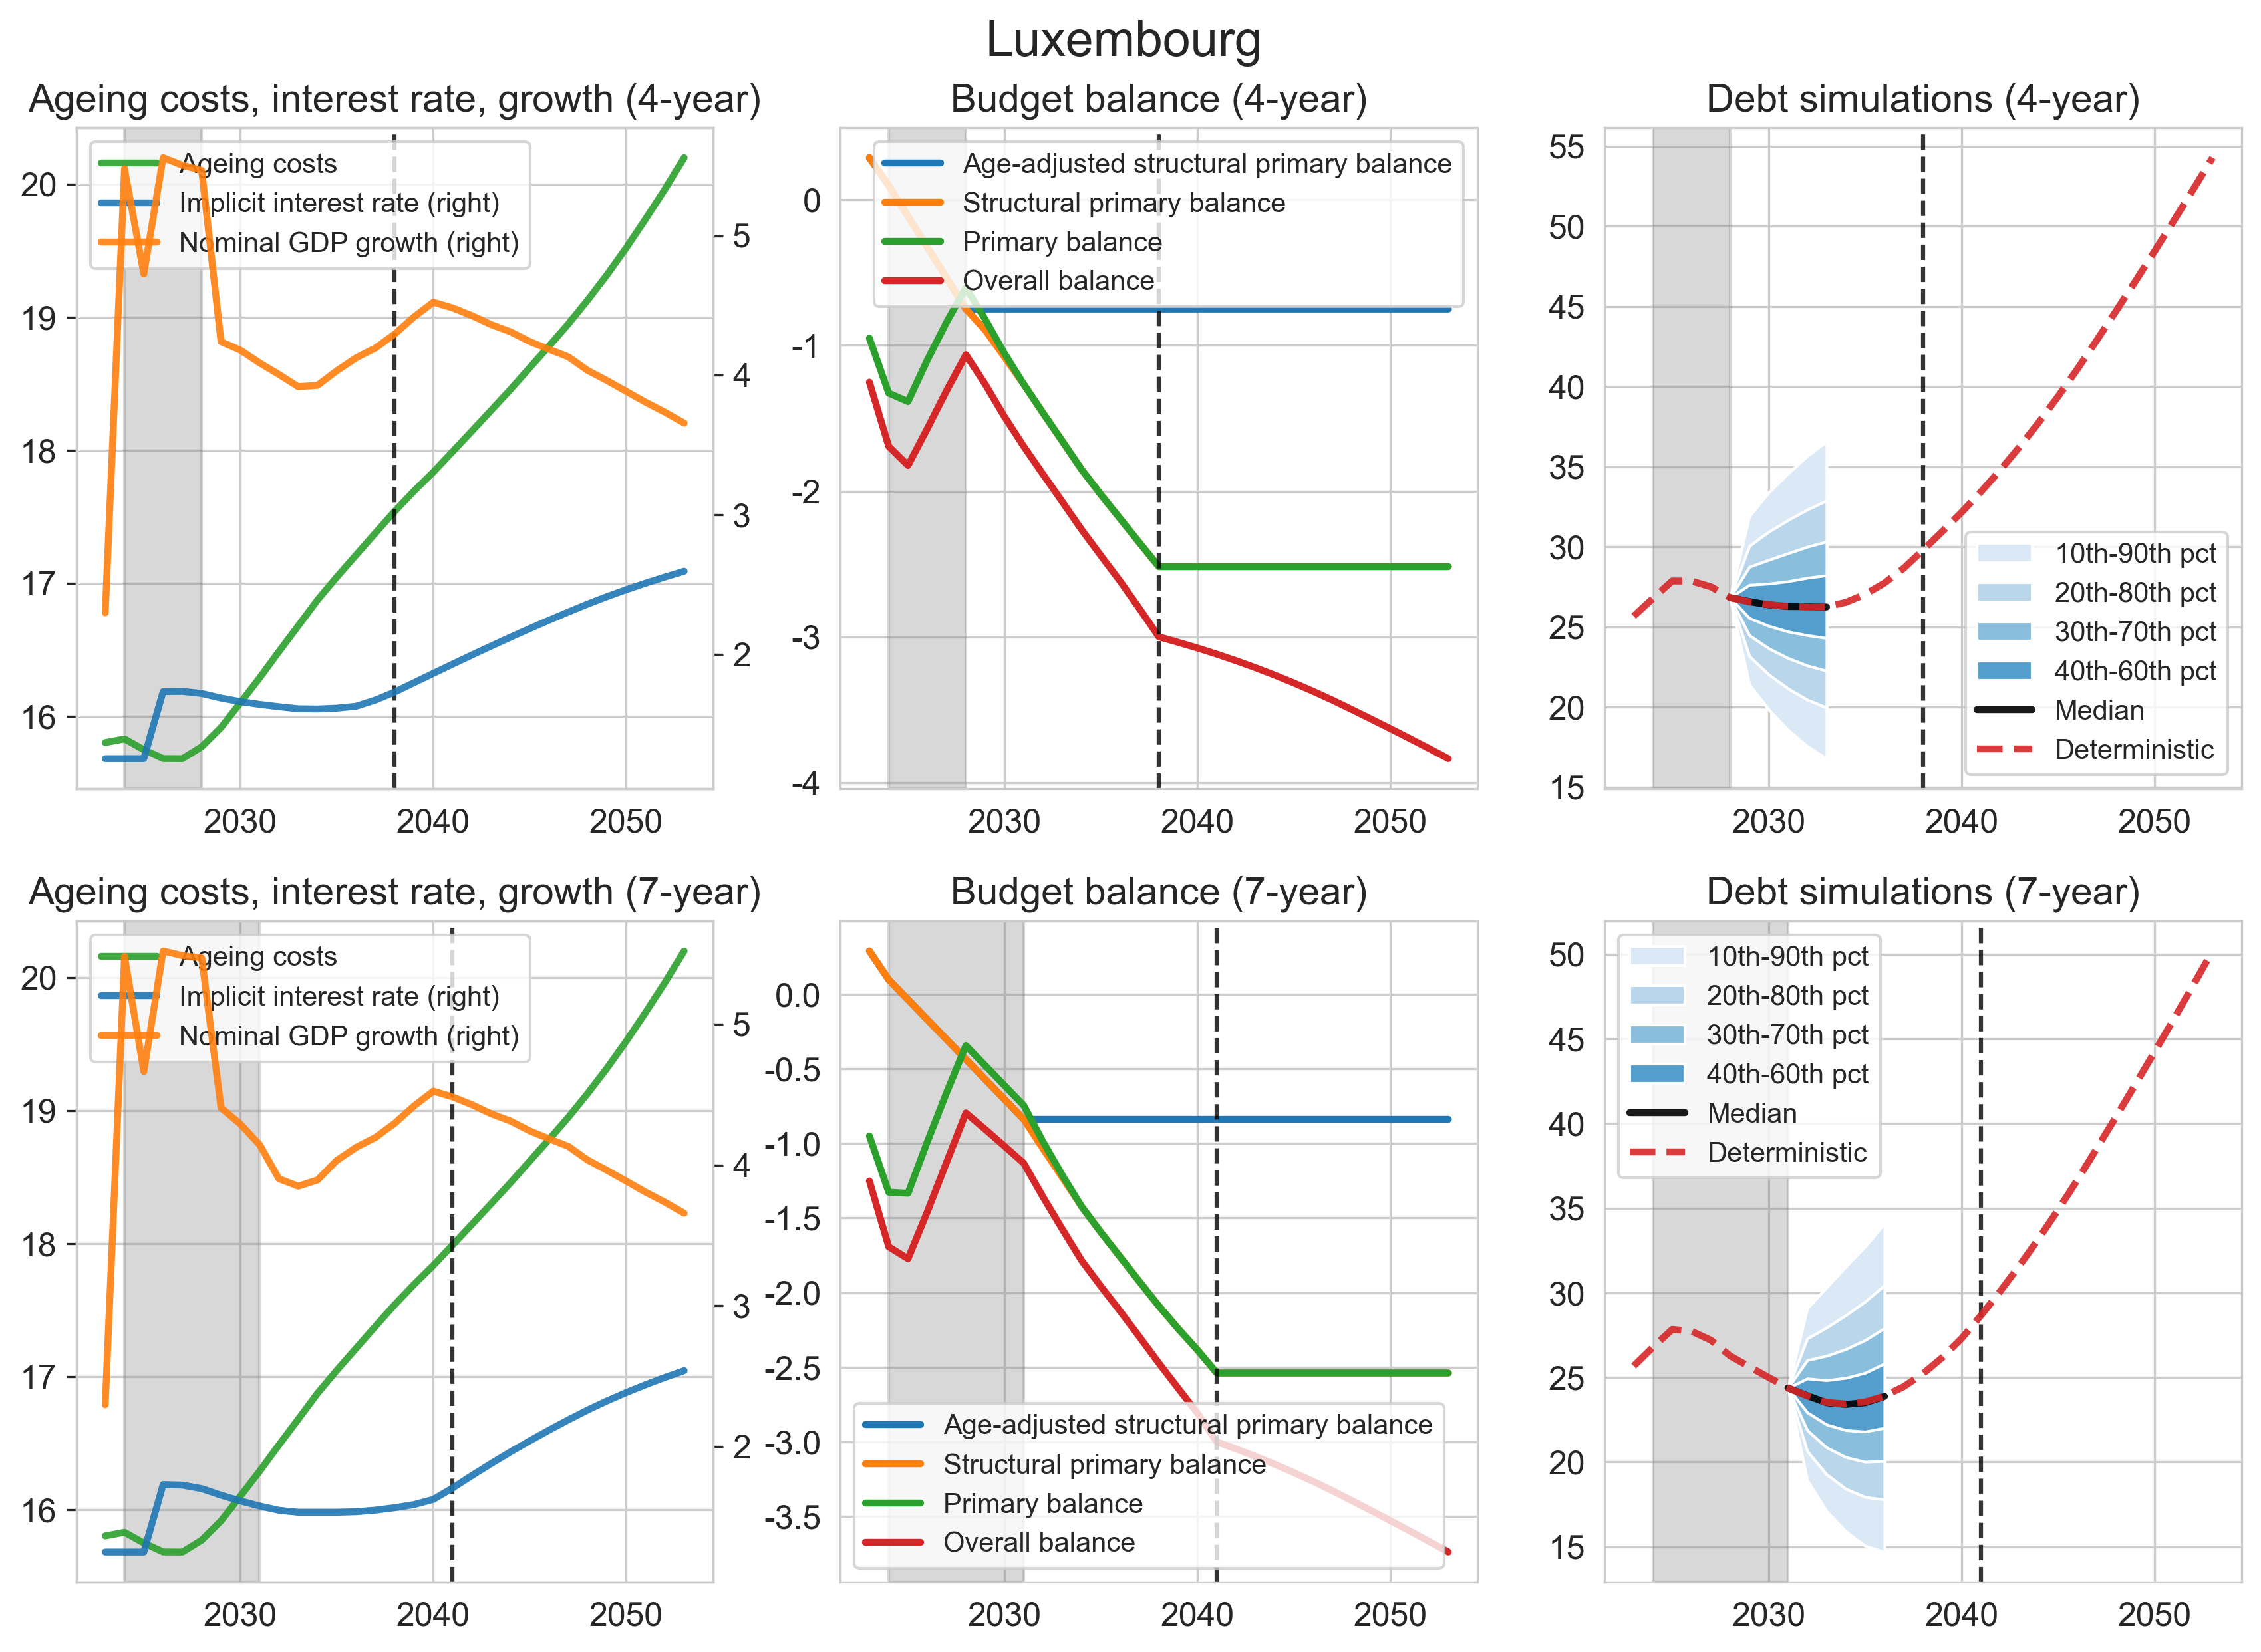 Luxembourg
Ageing costs, interest rate, growth (4-year)
Ageing costs
Implicit interest rate (right)
Nominal GDP growth (right)
20
19
18
17
16
5
4
3
2
2030
2040
2050
Budget balance (4-year)
Age-adjusted structural primary balance
Structural primary balance
Primary balance
Overall balance
0
-1
-2
-3
-4
2030
2040
2050
Debt simulations (4-year)
55
50
45
40
35
30
25
20
15
10th-90th pct
20th-80th pct
30th-70th pct
40th-60th pct
Median
Deterministic
2030
2040
2050
Ageing costs, interest rate, growth (7-year)
Ageing costs
Implicit interest rate (right)
Nominal GDP growth (right)
20
19
18
17
16
5
4
3
2
2030
2040
2050
Budget balance (7-year)
0.0
-0.5
-1.0
-1.5
-2.0
-2.5
-3.0
-3.5
Age-adjusted structural primary balance
Structural primary balance
Primary balance
Overall balance
2030
2040
2050
Debt simulations (7-year)
10th-90th pct
20th-80th pct
30th-70th pct
40th-60th pct
Median
Deterministic
50
45
40
35
30
25
20
15
2030
2040
2050